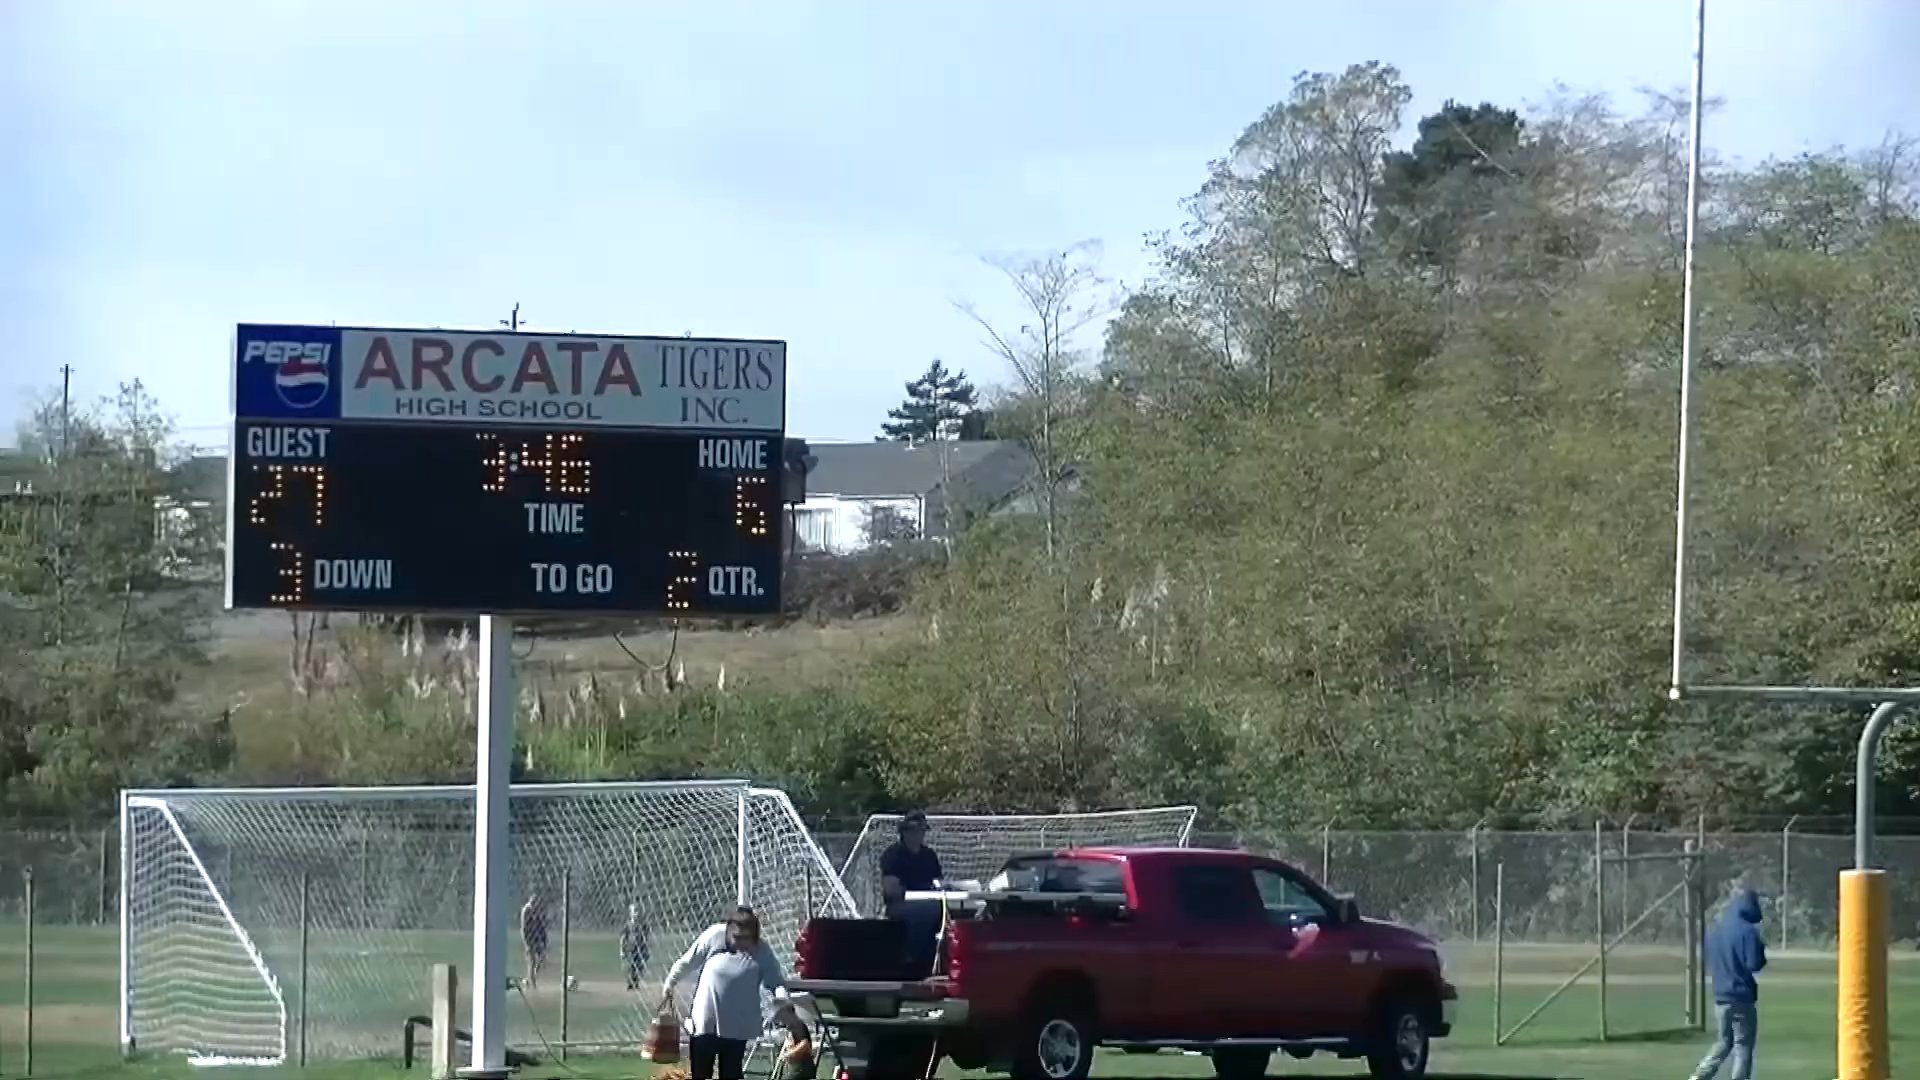 PEPSI ARCATA TIGERS
HIGH SCHOOL INC.
GUEST 3:46 HOME
27 TIME 6
3 DOWN TO GO 2 QTR.